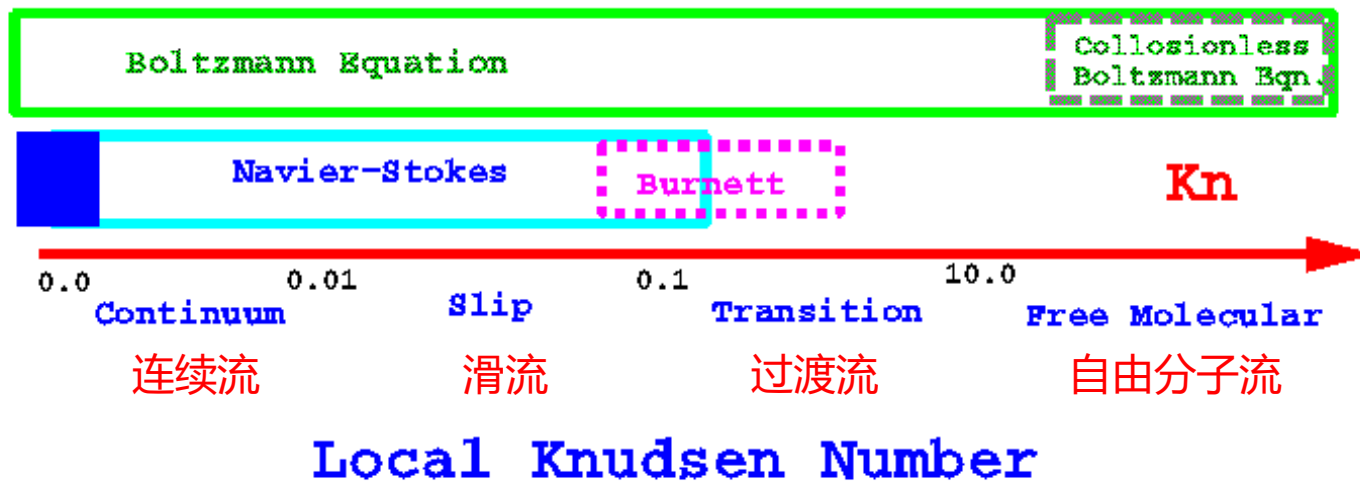 Boltzmann Equation
Collosionless
Boltzmann Eqn.
Navier-Stokes
Burnett
Kn
0.0 0.01 0.1 10.0
Continuum Slip Transition Free Molecular
连续流 滑流 过渡流 自由分子流
Local Knudsen Number